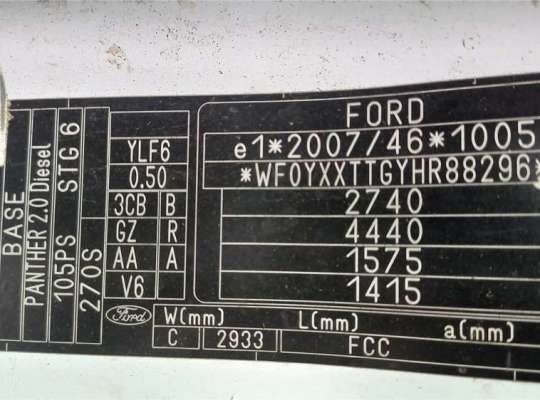 BASE
PANTHER 2.0 Diesel
105PS STG 6
270S
YLF6
0.50
3CB B
GZ R
AA A
V6
FORD
e1*2007/46*1005
*WF0YXXTTGYHR88296*
2740
4440
1575
1415
Ford W(mm) L(mm) a(mm)
C 2933 FCC